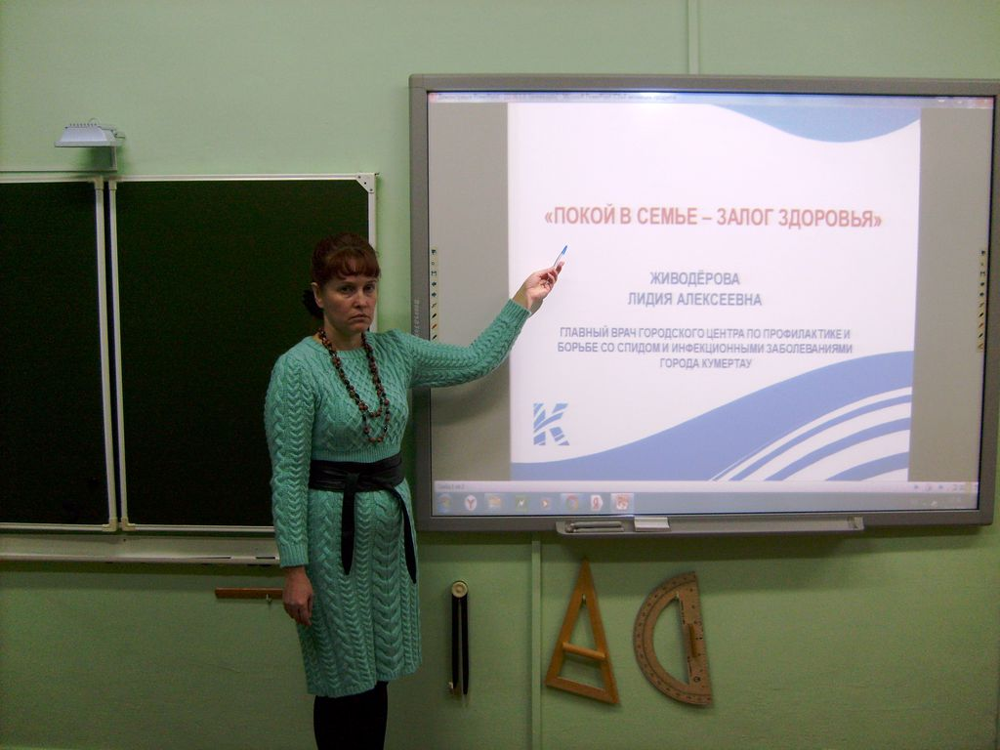 «ПОКОЙ В СЕМЬЕ – ЗАЛОГ ЗДОРОВЬЯ»
ЖИВОДЁРОВА
ЛИДИЯ АЛЕКСЕЕВНА
ГЛАВНЫЙ ВРАЧ ГОРОДСКОГО ЦЕНТРА ПО ПРОФИЛАКТИКЕ И
БОРЬБЕ СО СПИДОМ И ИНФЕКЦИОННЫМИ ЗАБОЛЕВАНИЯМИ
ГОРОДА КУМЕРТАУ
К